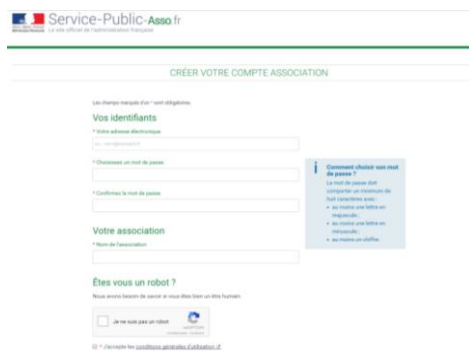 Service-Public-Asso.fr
Le site officiel de l'administration française
CRÉER VOTRE COMPTE ASSOCIATION
Les champs marqués d'un * sont obligatoires.
Vos identifiants
* Votre adresse électronique
* Choisissez un mot de passe
* Confirmez le mot de passe
i
Comment choisir son mot
de passe ?
Le mot de passe doit
comporter un minimum de
huit caractères avec :
• au moins une lettre en
majuscule ;
• au moins une lettre en
minuscule ;
• au moins un chiffre.
Votre association
* Nom de l'association
Êtes vous un robot ?
Nous avons besoin de savoir si vous êtes bien un être humain.
Je ne suis pas un robot
reCAPTCHA
* J'accepte les conditions générales d'utilisation